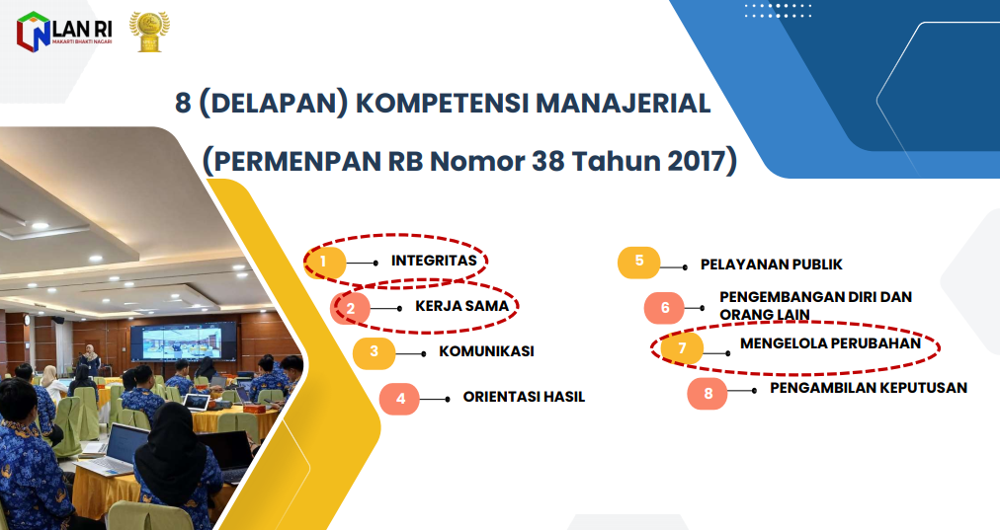 LAN RI
MAKARTI BHAKTI NAGARI
8 (DELAPAN) KOMPETENSI MANAJERIAL
(PERMENPAN RB Nomor 38 Tahun 2017)
1 INTEGRITAS
2 KERJA SAMA
3 KOMUNIKASI
4 ORIENTASI HASIL
5 PELAYANAN PUBLIK
6 PENGEMBANGAN DIRI DAN
ORANG LAIN
7 MENGELOLA PERUBAHAN
8 PENGAMBILAN KEPUTUSAN